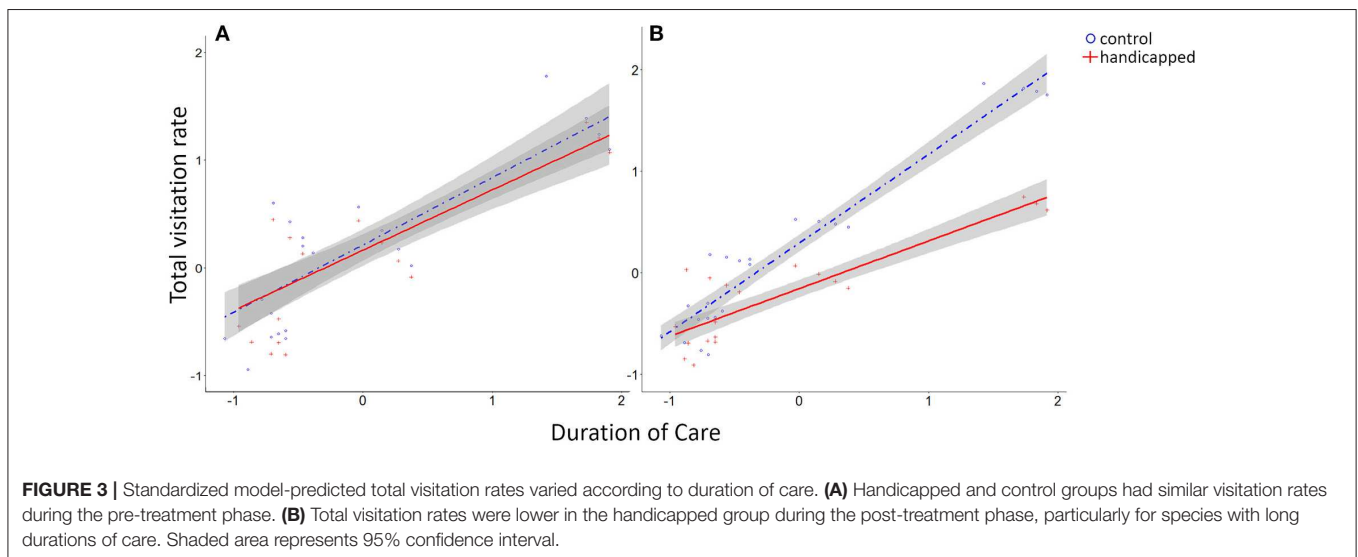 A
B
control
handicapped
Total visitation rate
2
1
0
-1
-1
0
1
2
2
1
0
-1
-1
0
1
2
Duration of Care
FIGURE 3 | Standardized model-predicted total visitation rates varied according to duration of care. (A) Handicapped and control groups had similar visitation rates
during the pre-treatment phase. (B) Total visitation rates were lower in the handicapped group during the post-treatment phase, particularly for species with long
durations of care. Shaded area represents 95% confidence interval.